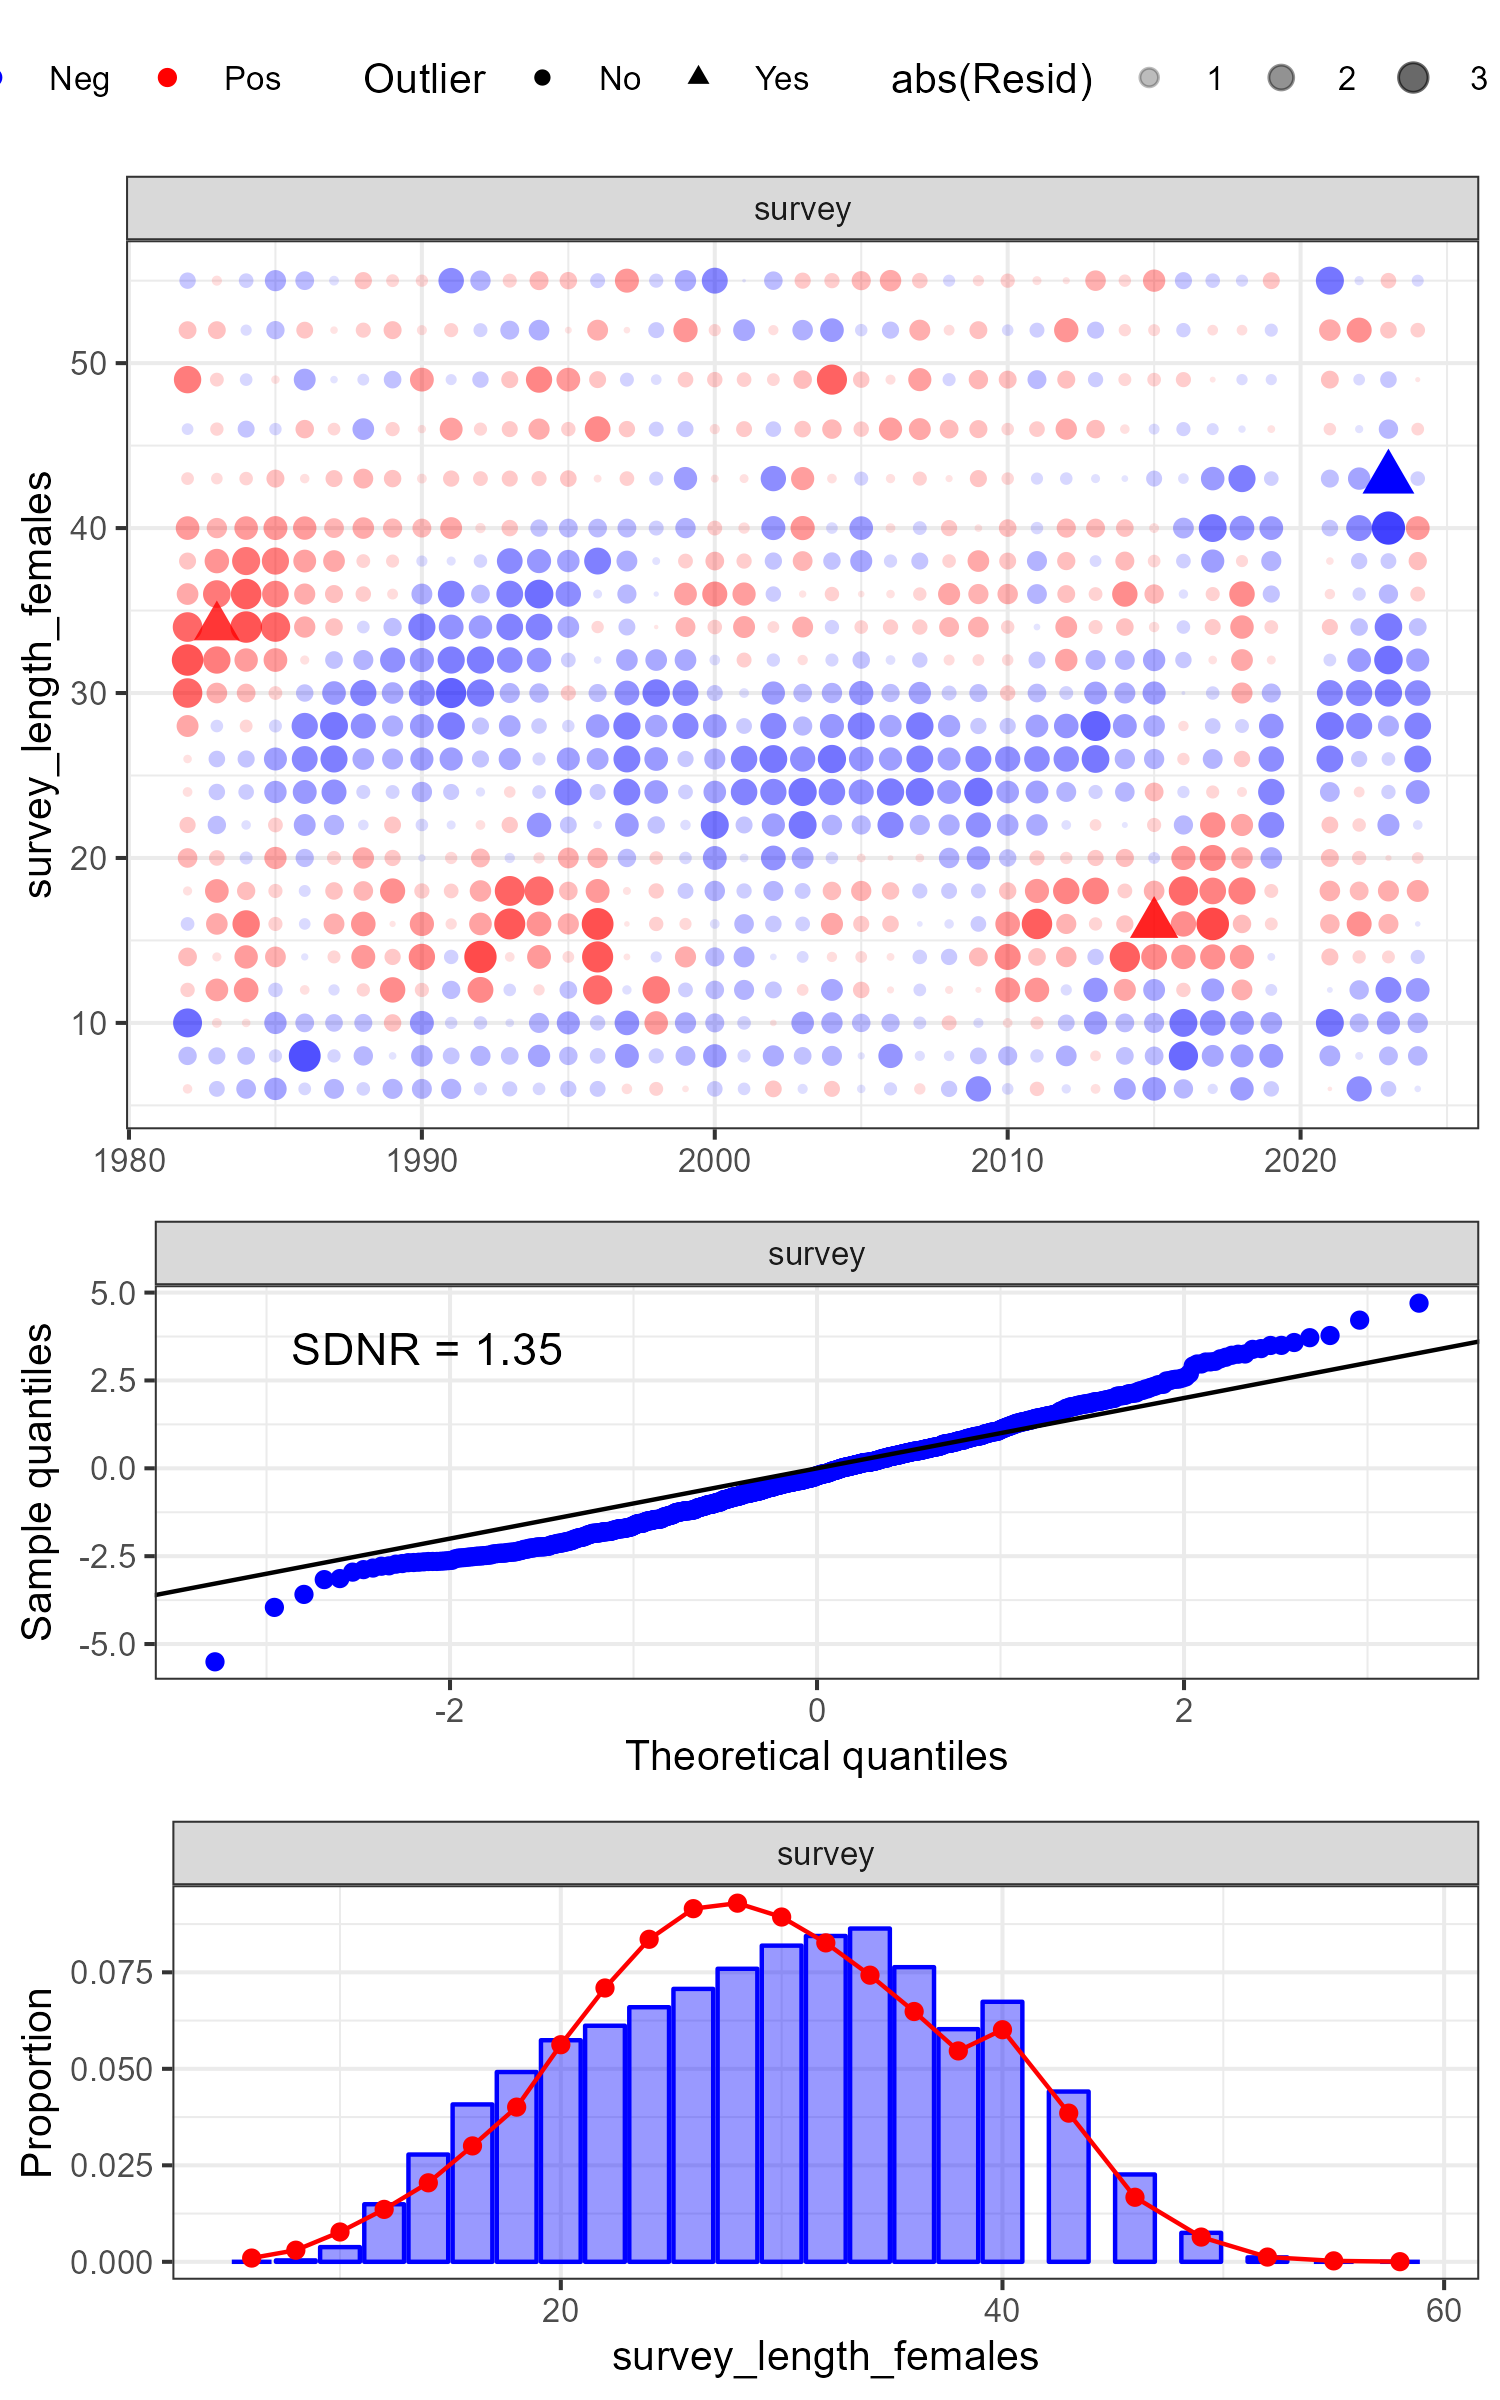 Neg Pos Outlier No Yes abs(Resid) 1 2 3
survey
survey_length_females
50
40
30
20
10
1980 1990 2000 2010 2020
survey
SDNR = 1.35
Sample quantiles
5.0
2.5
0.0
-2.5
-5.0
-2 0 2
Theoretical quantiles
survey
Proportion
0.075
0.050
0.025
0.000
20 40 60
survey_length_females